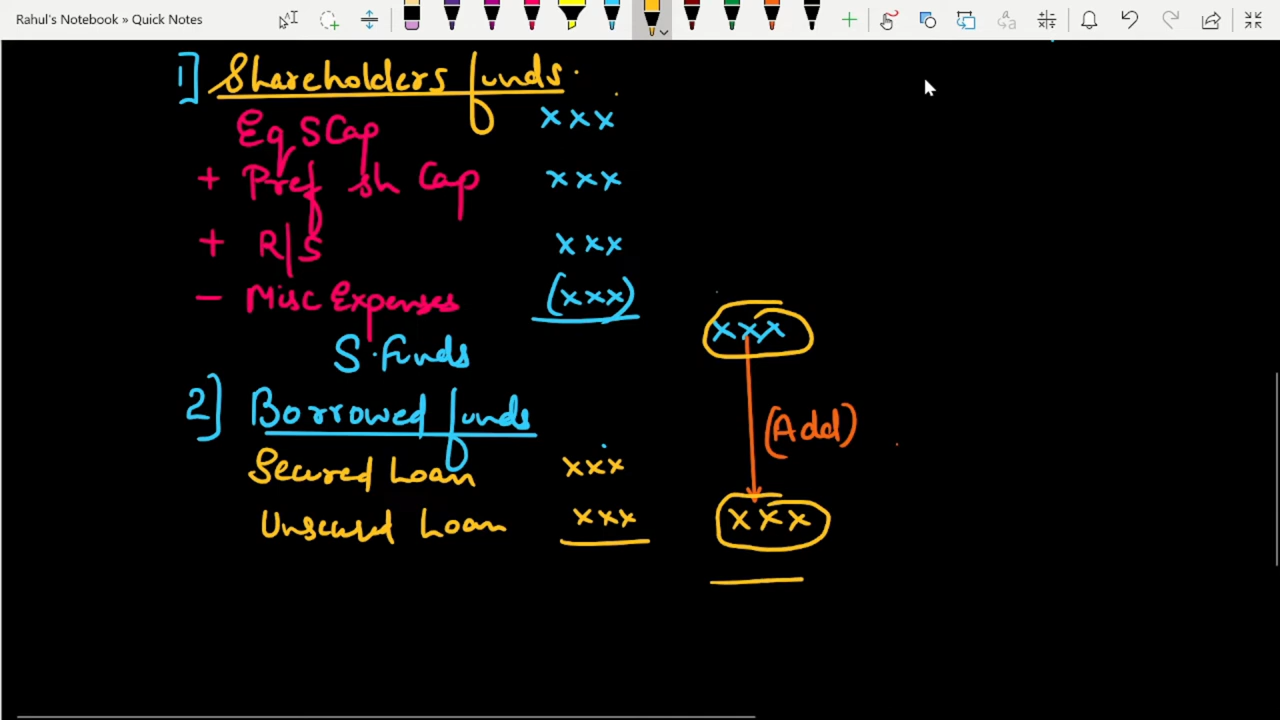 Rahul's Notebook » Quick Notes
1] Shareholders funds.
Eq S Cap xxx
+ Pref sh Cap xxx
+ R/S xxx
- Misc Expenses (xxx)
S.Funds xxx
2] Borrowed funds
(Add)
Secured Loan xxx
Unsecured Loan xxx xxx